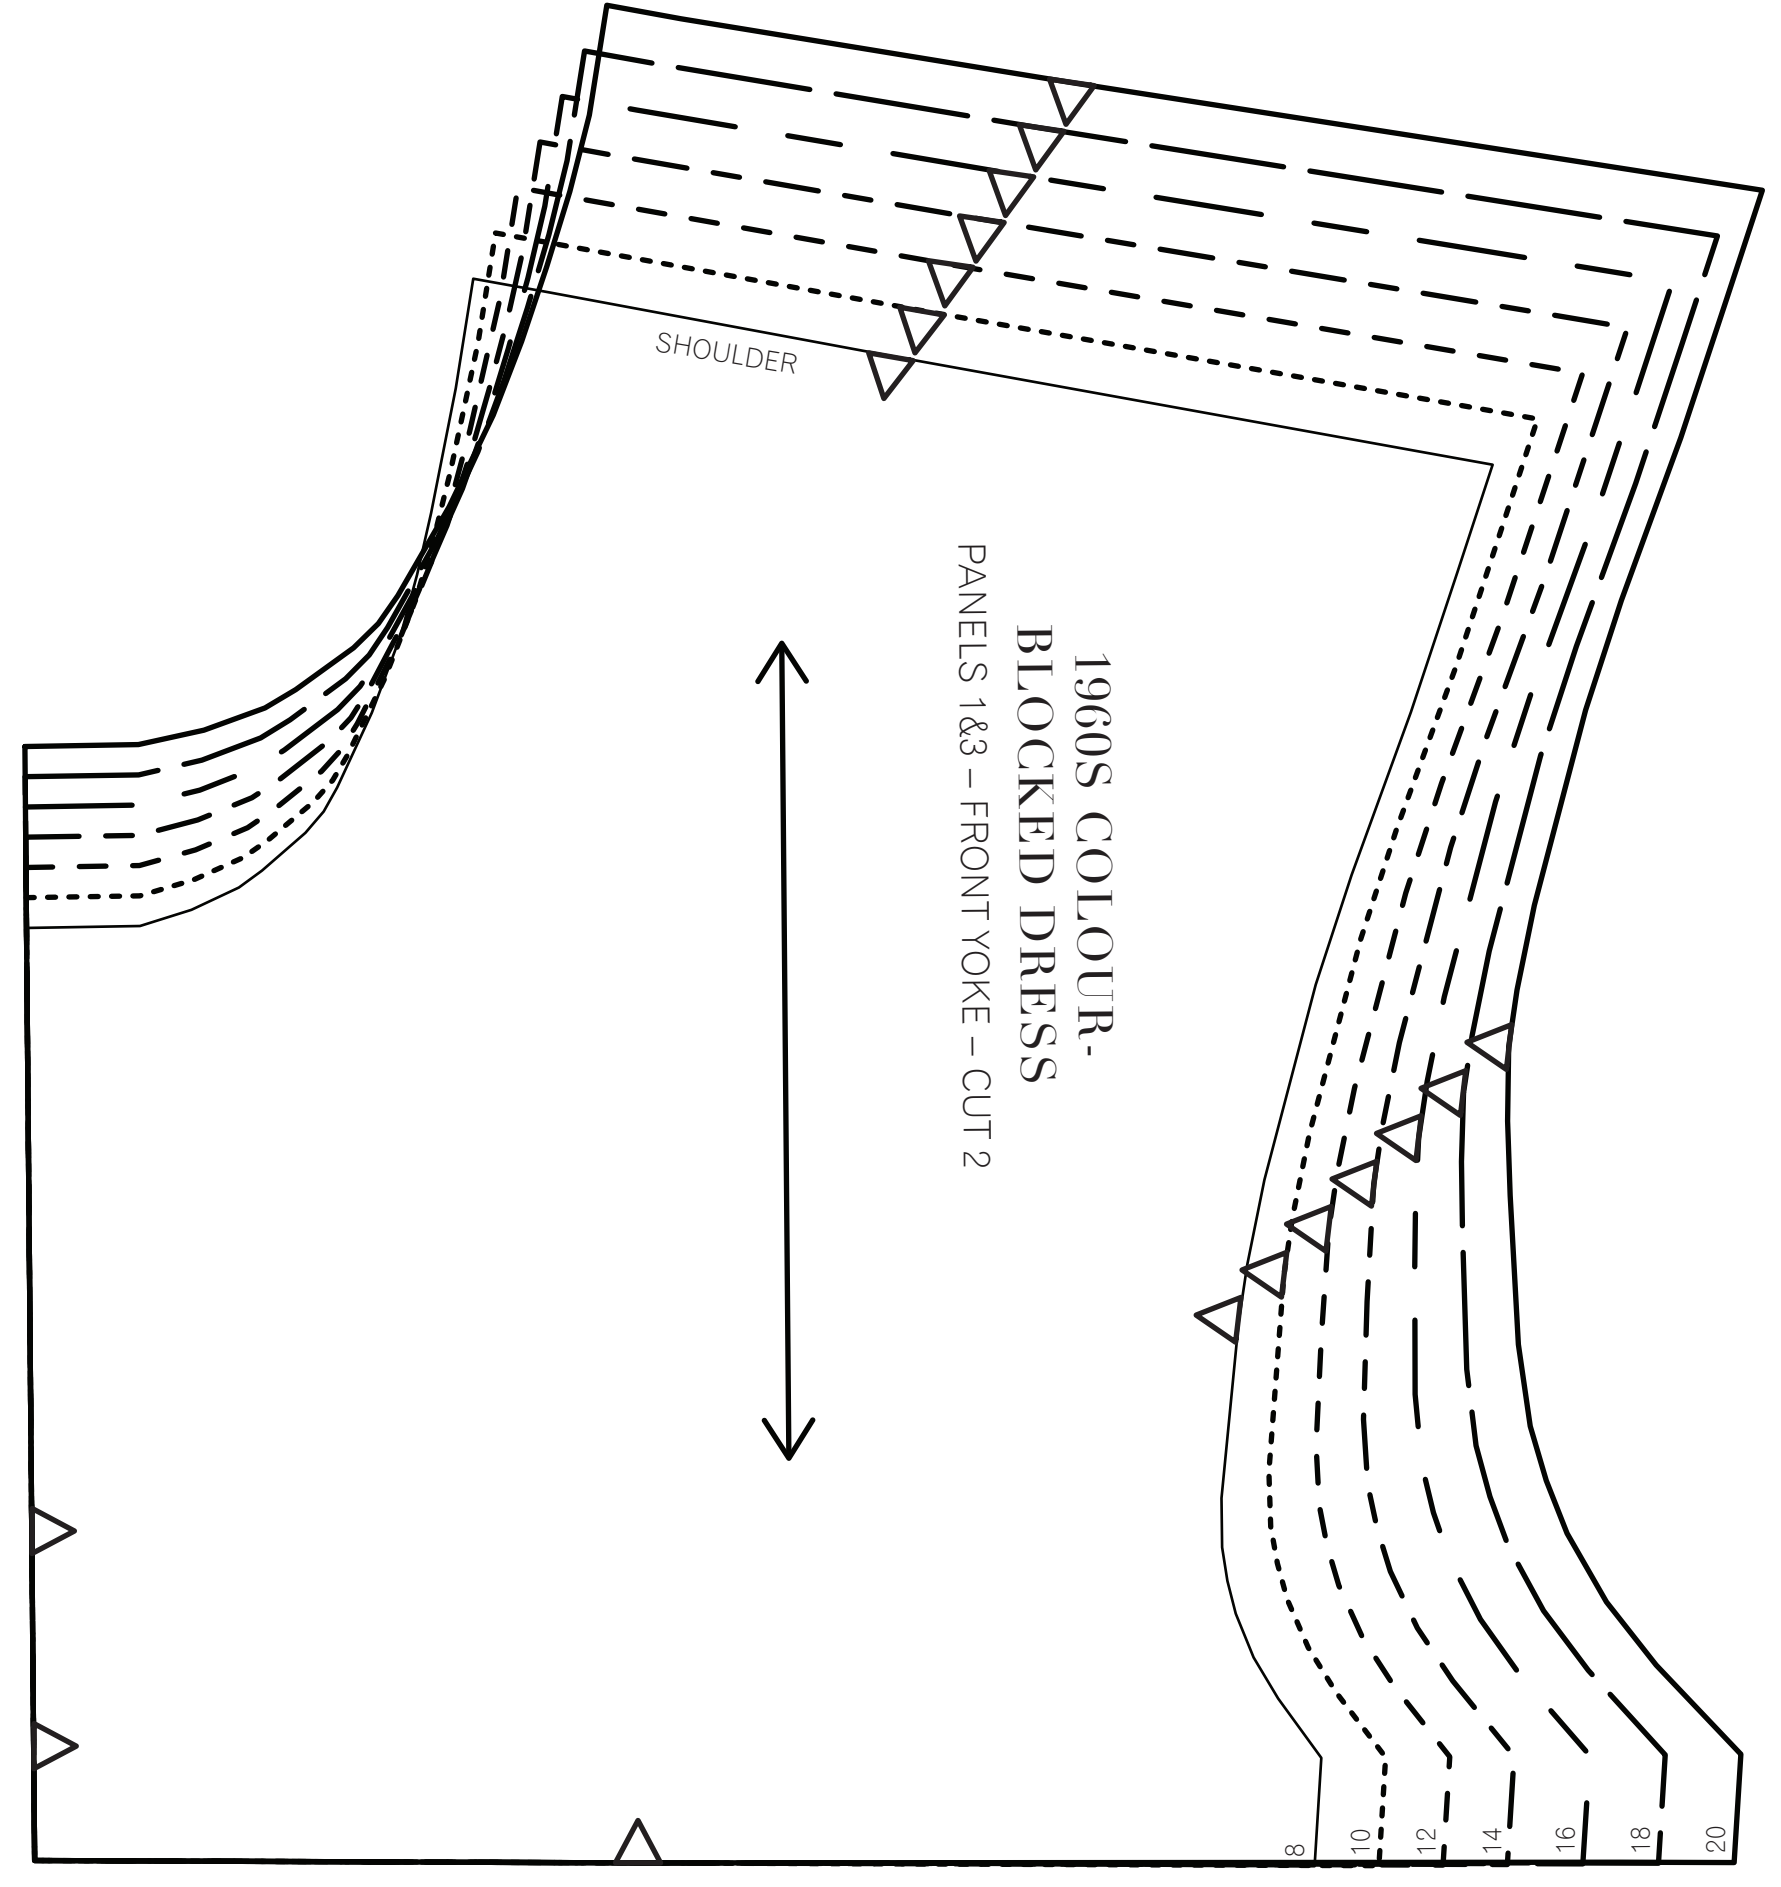 SHOULDER
1960S COLOUR-
BLOCKED DRESS
PANELS 1&3 – FRONT YOKE – CUT 2
8
10
12
14
16
18
20